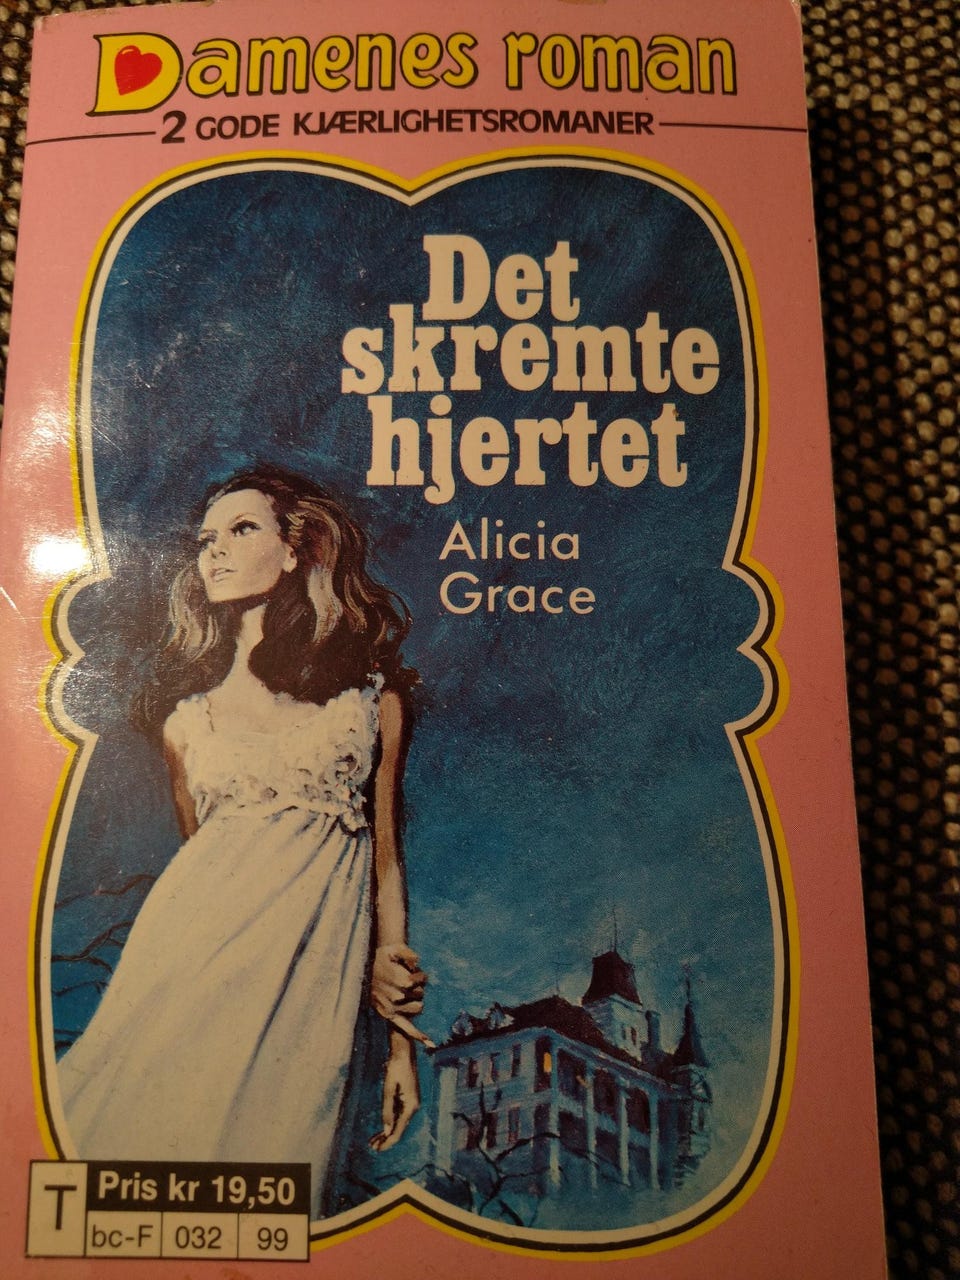 Damenes roman
2 GODE KJÆRLIGHETSROMANER
Det
skremte
hjertet
Alicia
Grace
T
Pris kr 19,50
bc-F 032 99